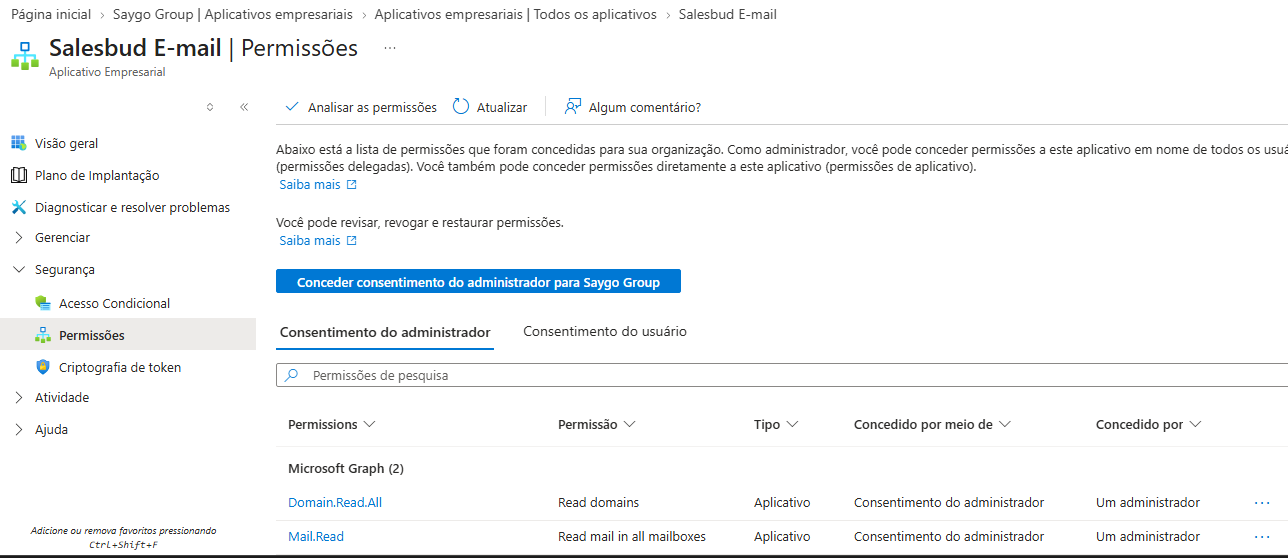 Página inicial > Saygo Group | Aplicativos empresariais > Aplicativos empresariais | Todos os aplicativos > Salesbud E-mail
Salesbud E-mail | Permissões ...
Aplicativo Empresarial
Analisar as permissões Atualizar Algum comentário?
Visão geral
Plano de Implantação
Diagnosticar e resolver problemas
Gerenciar
Segurança
Acesso Condicional
Permissões
Criptografia de token
Atividade
Ajuda
Adicione ou remova favoritos pressionando
Ctrl+Shift+F
Abaixo está a lista de permissões que foram concedidas para sua organização. Como administrador, você pode conceder permissões a este aplicativo em nome de todos os
(permissões delegadas). Você também pode conceder permissões diretamente a este aplicativo (permissões de aplicativo).
Saiba mais
Você pode revisar, revogar e restaurar permissões.
Saiba mais
Conceder consentimento do administrador para Saygo Group
Consentimento do administrador Consentimento do usuário
Permissões de pesquisa
Permissions Permissão Tipo Concedido por meio de Concedido por
Microsoft Graph (2)
Domain.Read.All Read domains Aplicativo Consentimento do administrador Um administrador ...
Mail.Read Read mail in all mailboxes Aplicativo Consentimento do administrador Um administrador ...